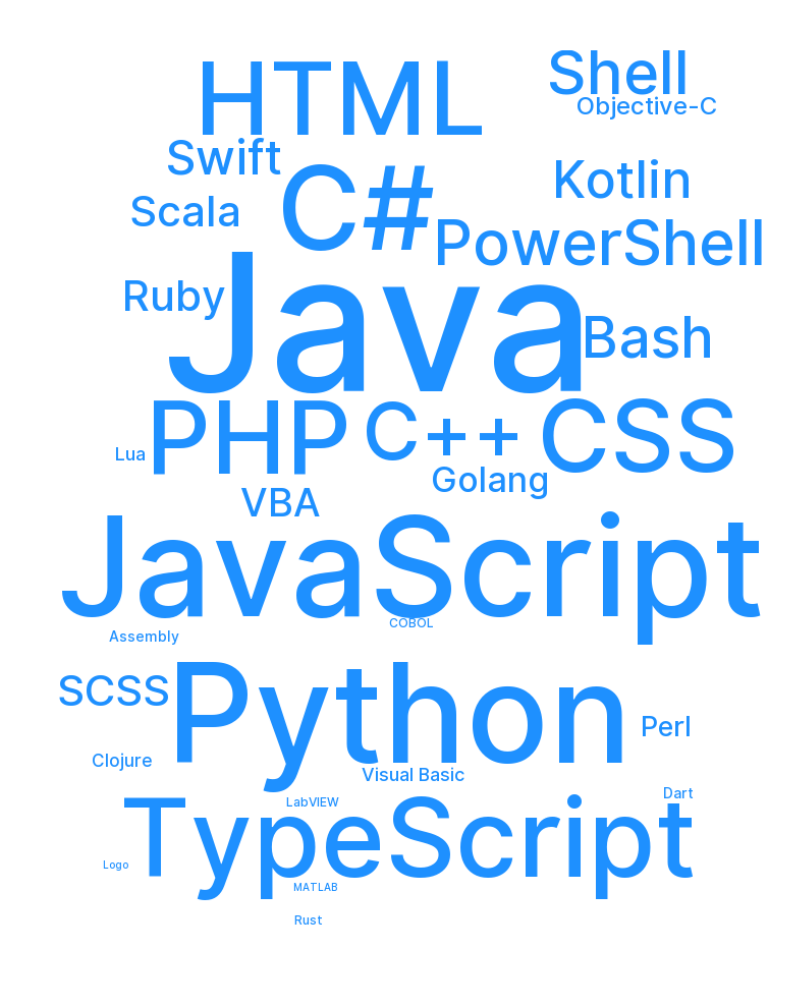 HTML
Shell
Objective-C
Swift
C#
Kotlin
Scala
PowerShell
Java
Ruby
Bash
PHP
C++
CSS
Lua
Golang
VBA
JavaScript
COBOL
Assembly
Python
SCSS
Perl
Clojure
Visual Basic
Dart
LabVIEW
TypeScript
Logo
MATLAB
Rust